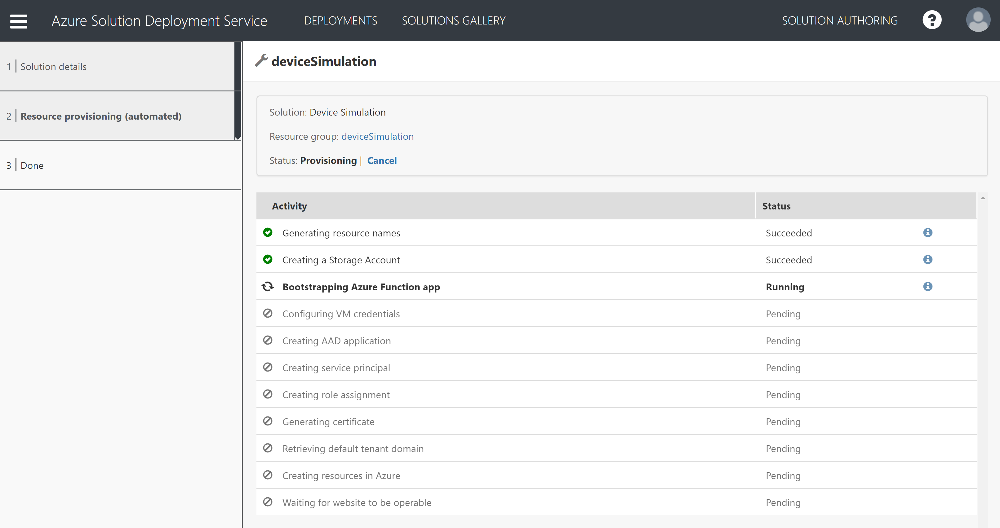 Azure Solution Deployment Service DEPLOYMENTS SOLUTIONS GALLERY SOLUTION AUTHORING ?
1 | Solution details
2 | Resource provisioning (automated)
3 | Done
deviceSimulation
Solution: Device Simulation
Resource group: deviceSimulation
Status: Provisioning | Cancel
Activity Status
Generating resource names Succeeded
Creating a Storage Account Succeeded
Bootstrapping Azure Function app Running
Configuring VM credentials Pending
Creating AAD application Pending
Creating service principal Pending
Creating role assignment Pending
Generating certificate Pending
Retrieving default tenant domain Pending
Creating resources in Azure Pending
Waiting for website to be operable Pending